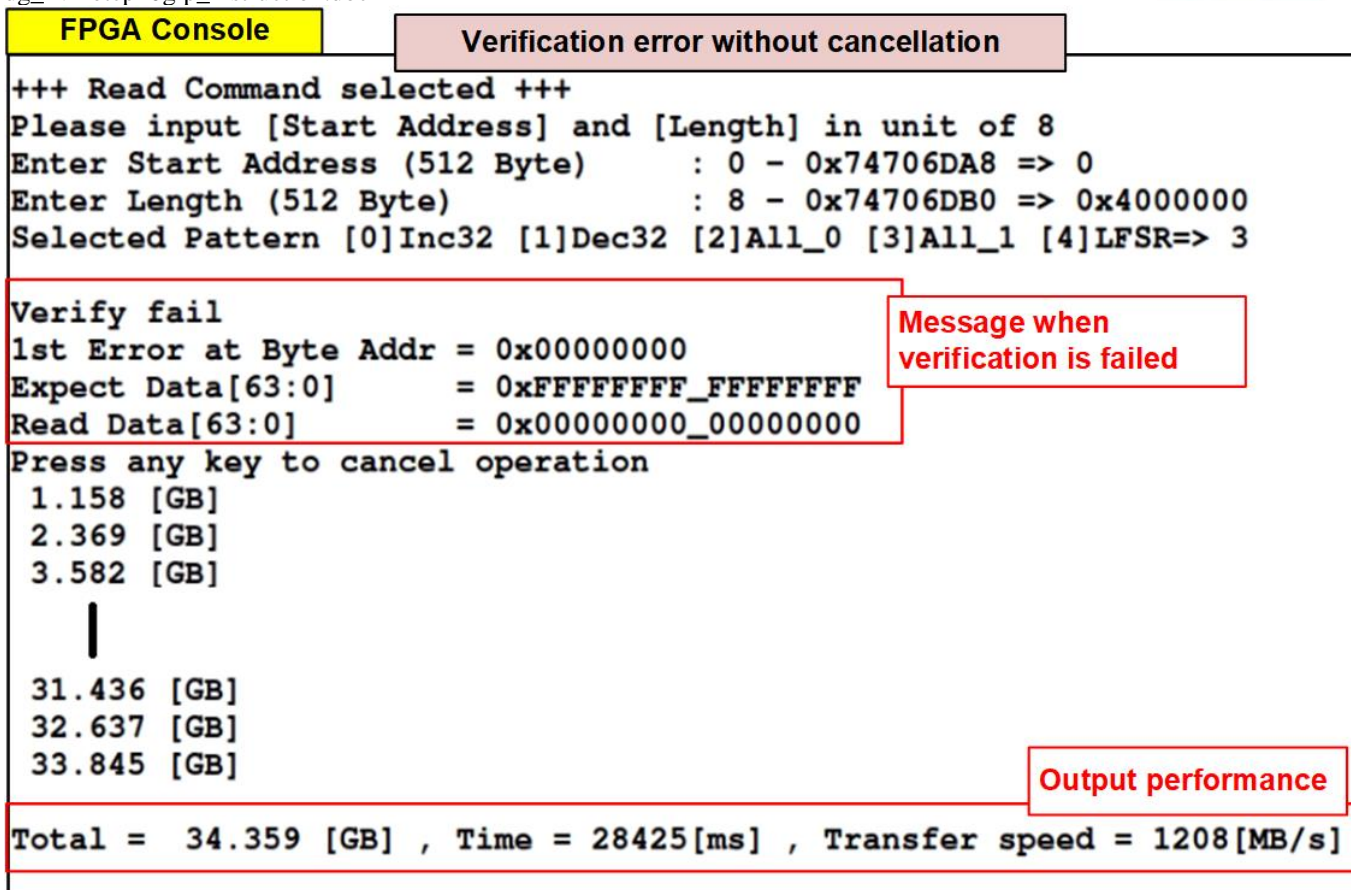 FPGA Console
Verification error without cancellation
+++ Read Command selected +++
Please input [Start Address] and [Length] in unit of 8
Enter Start Address (512 Byte) : 0 - 0x74706DA8 => 0
Enter Length (512 Byte) : 8 - 0x74706DB0 => 0x4000000
Selected Pattern [0]Inc32 [1]Dec32 [2]All_0 [3]All_1 [4]LFSR=> 3
Verify fail
1st Error at Byte Addr = 0x00000000
Expect Data[63:0] = 0xFFFFFFFF_FFFFFFFF
Read Data[63:0] = 0x00000000_00000000
Message when
verification is failed
Press any key to cancel operation
1.158 [GB]
2.369 [GB]
3.582 [GB]
31.436 [GB]
32.637 [GB]
33.845 [GB]
Output performance
Total = 34.359 [GB] , Time = 28425[ms] , Transfer speed = 1208[MB/s]